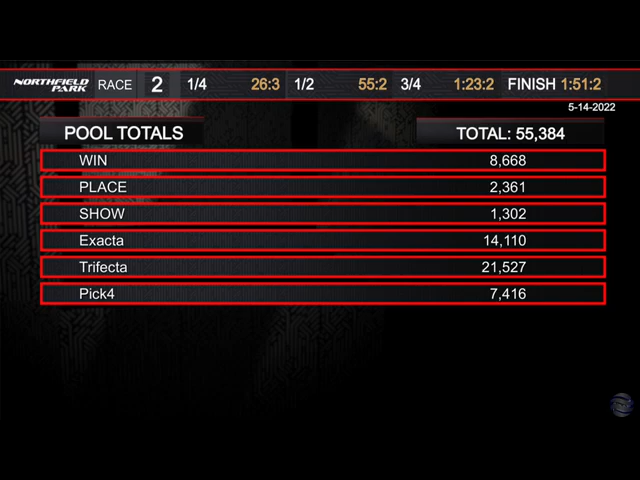 NORTHFIELD PARK RACE 2 1/4 26:3 1/2 55:2 3/4 1:23:2 FINISH 1:51:2
5-14-2022
POOL TOTALS TOTAL: 55,384
WIN 8,668
PLACE 2,361
SHOW 1,302
Exacta 14,110
Trifecta 21,527
Pick4 7,416